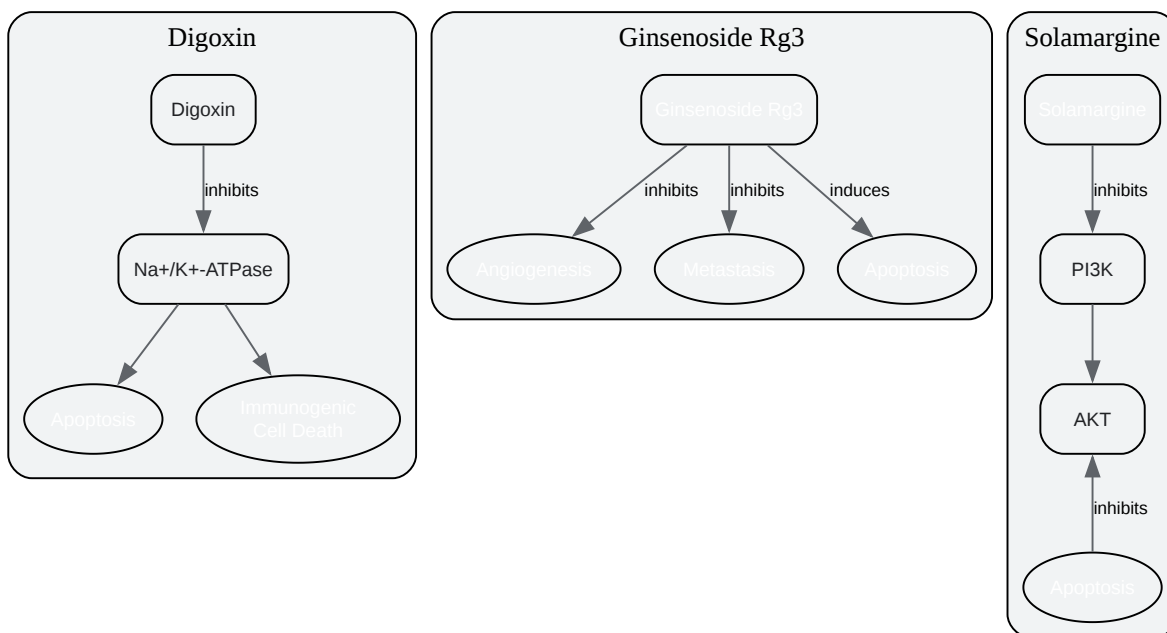 Digoxin
Digoxin
inhibits
Na+/K+-ATPase
Apoptosis
Immunogenic
Cell Death
Ginsenoside Rg3
Ginsenoside Rg3
inhibits
inhibits
induces
Angiogenesis
Metastasis
Apoptosis
Solamargine
Solamargine
inhibits
PI3K
AKT
inhibits
Apoptosis